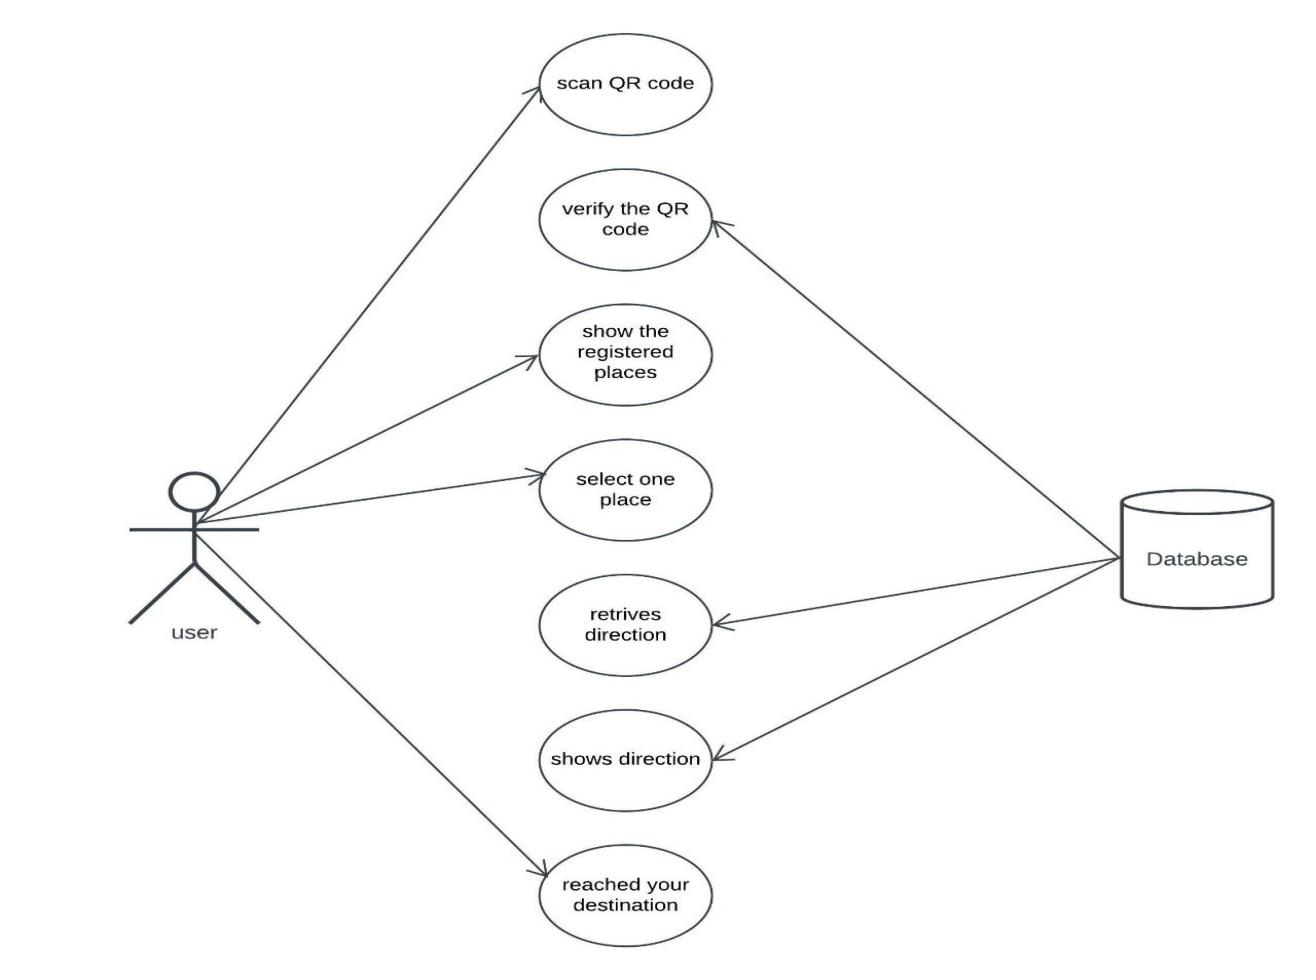 scan QR code
verify the QR
code
show the
registered
places
select one
place
retrives
direction
shows direction
reached your
destination
user
Database